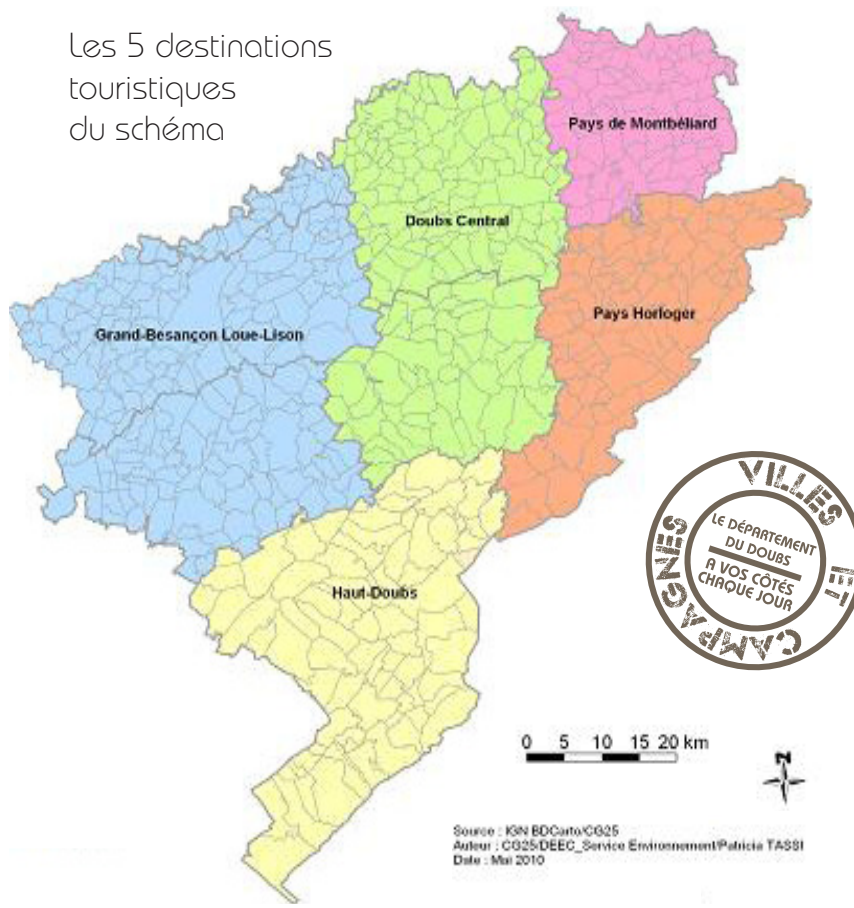 Les 5 destinations
touristiques
du schéma
Pays de Montbéliard
Doubs Central
Pays Horloger
Grand-Besançon Loue-Lison
Haut-Doubs
VILLES ET CAMPAGNES
LE DÉPARTEMENT
DU DOUBS
A VOS CÔTÉS
CHAQUE JOUR
0 5 10 15 20 km
N
Source : IGN BDCarto/CG25
Auteur : CG25/DEEC_Service Environnement/Patricia TASSI
Date : Mai 2010